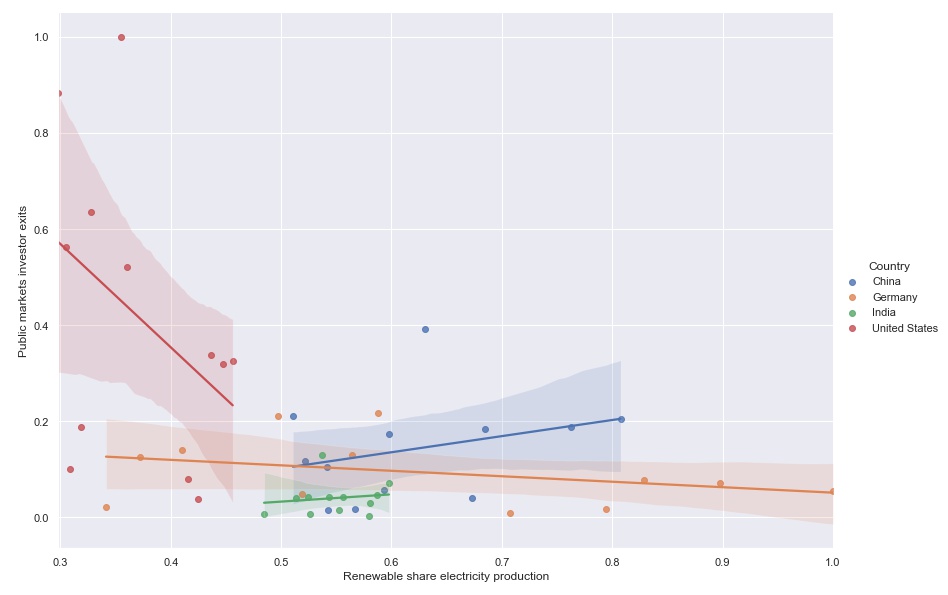 1.0
0.8
0.6
0.4
0.2
0.0
Public markets investor exits
0.3 0.4 0.5 0.6 0.7 0.8 0.9 1.0
Renewable share electricity production
Country
China
Germany
India
United States